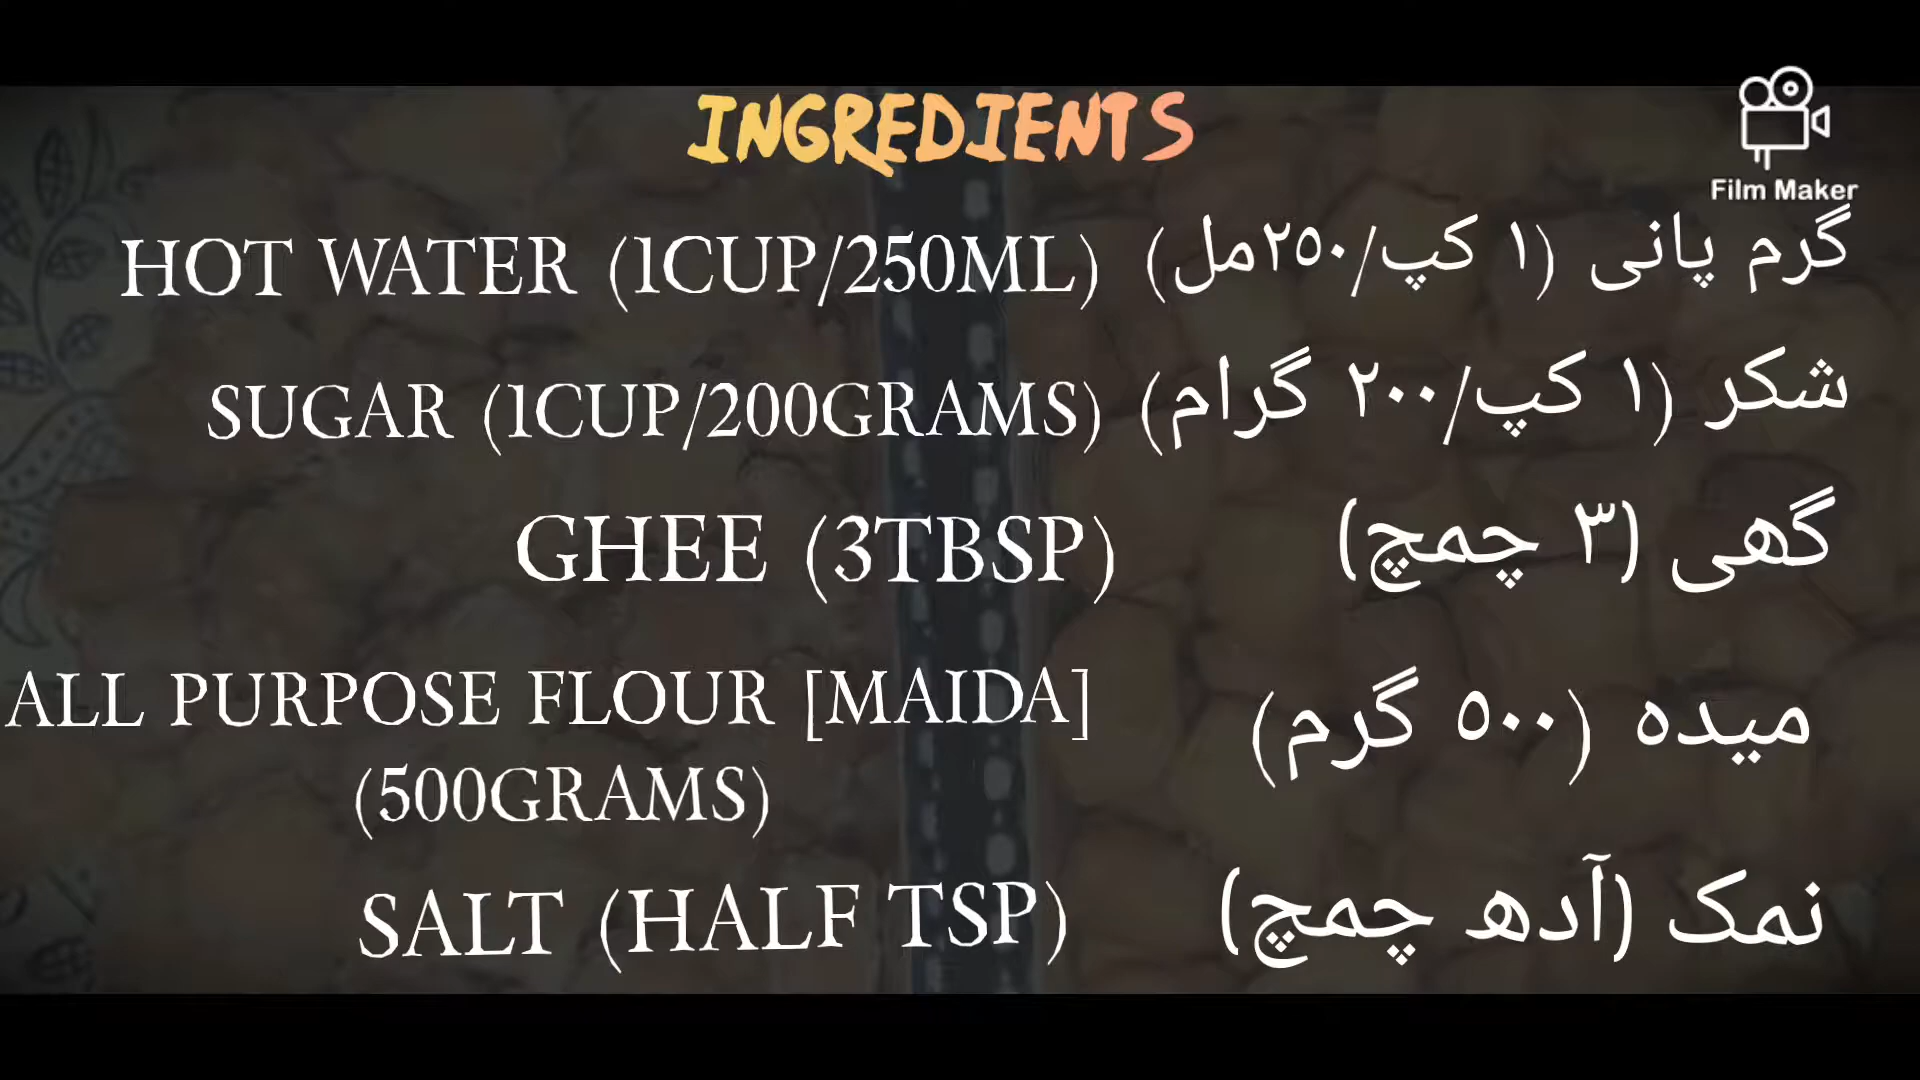 INGREDIENTS
Film Maker
HOT WATER (1CUP/250ML) گرم پانی (۱ کپ/۲۵۰مل)
SUGAR (1CUP/200GRAMS) شکر (۱ کپ/۲۰۰ گرام)
GHEE (3TBSP) گھی (۳ چمچ)
ALL PURPOSE FLOUR [MAIDA] میدہ (۵۰۰ گرم)
(500GRAMS)
SALT (HALF TSP) نمک (آدھ چمچ)